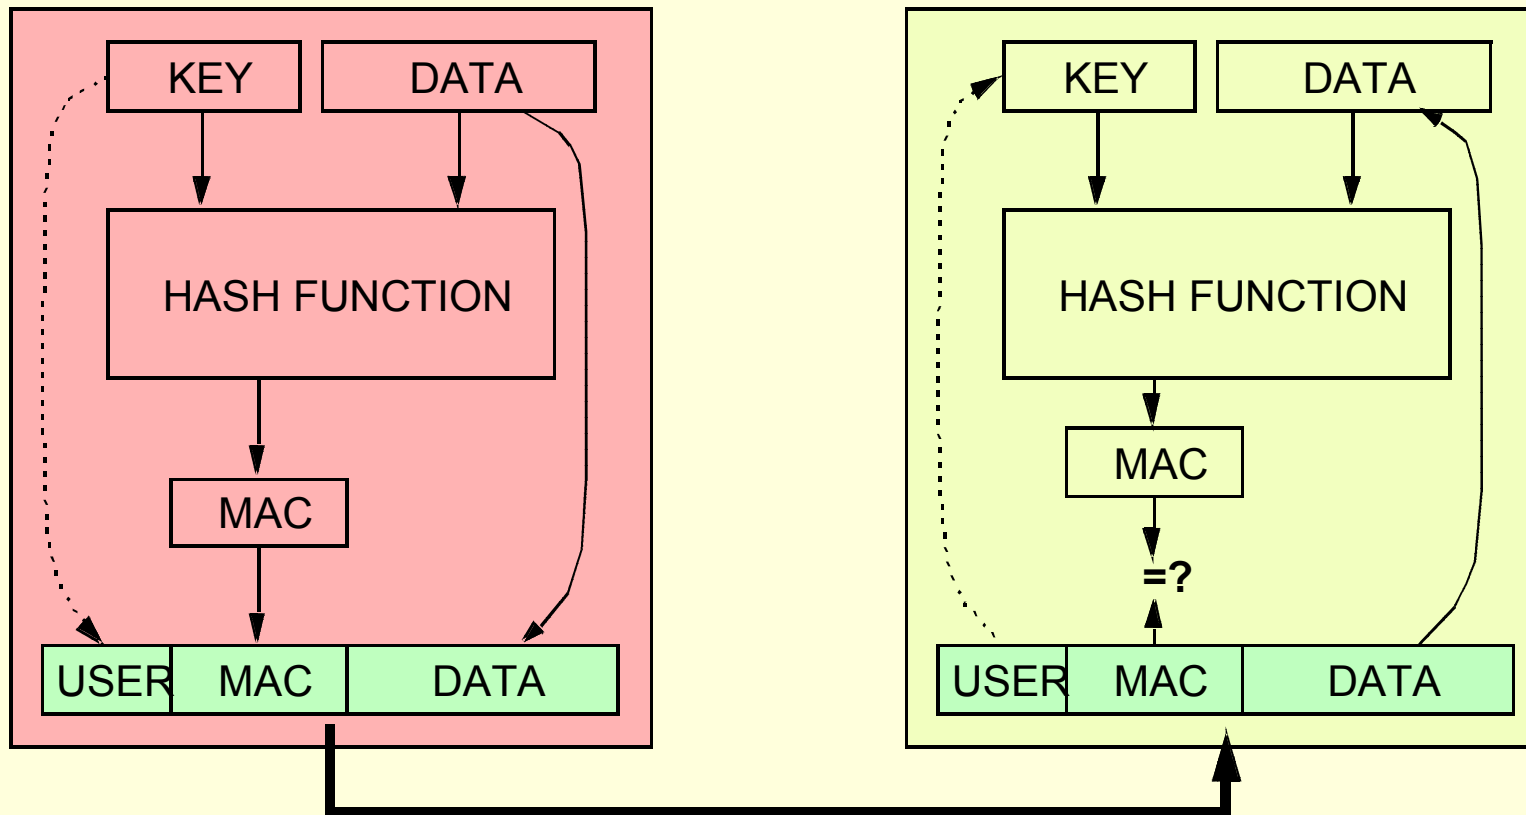 KEY DATA
HASH FUNCTION
MAC
USER MAC DATA
KEY DATA
HASH FUNCTION
MAC
=?
USER MAC DATA